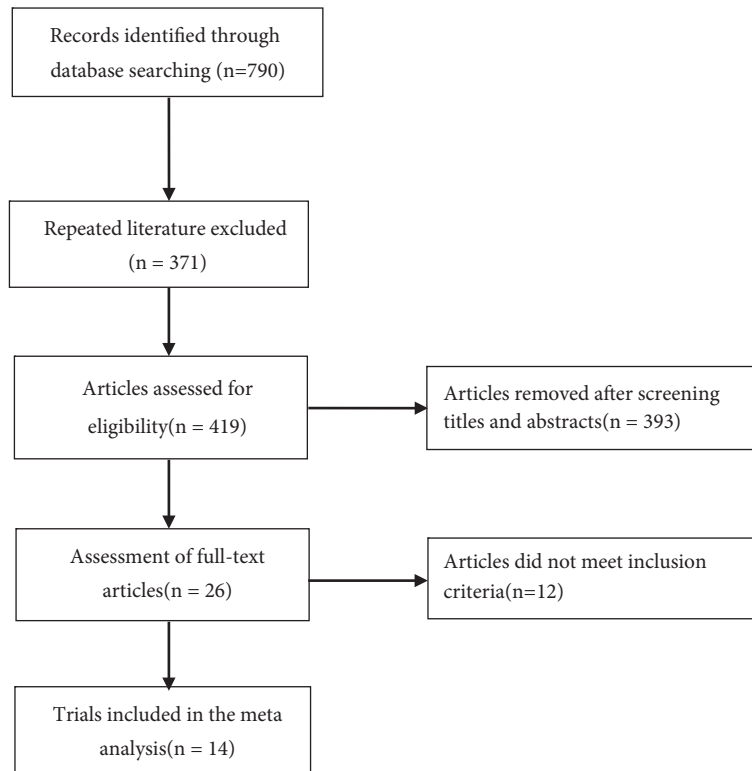 Records identified through
database searching (n=790)
Repeated literature excluded
(n = 371)
Articles assessed for
eligibility(n = 419)
Articles removed after screening
titles and abstracts(n = 393)
Assessment of full-text
articles(n = 26)
Articles did not meet inclusion
criteria(n=12)
Trials included in the meta
analysis(n = 14)